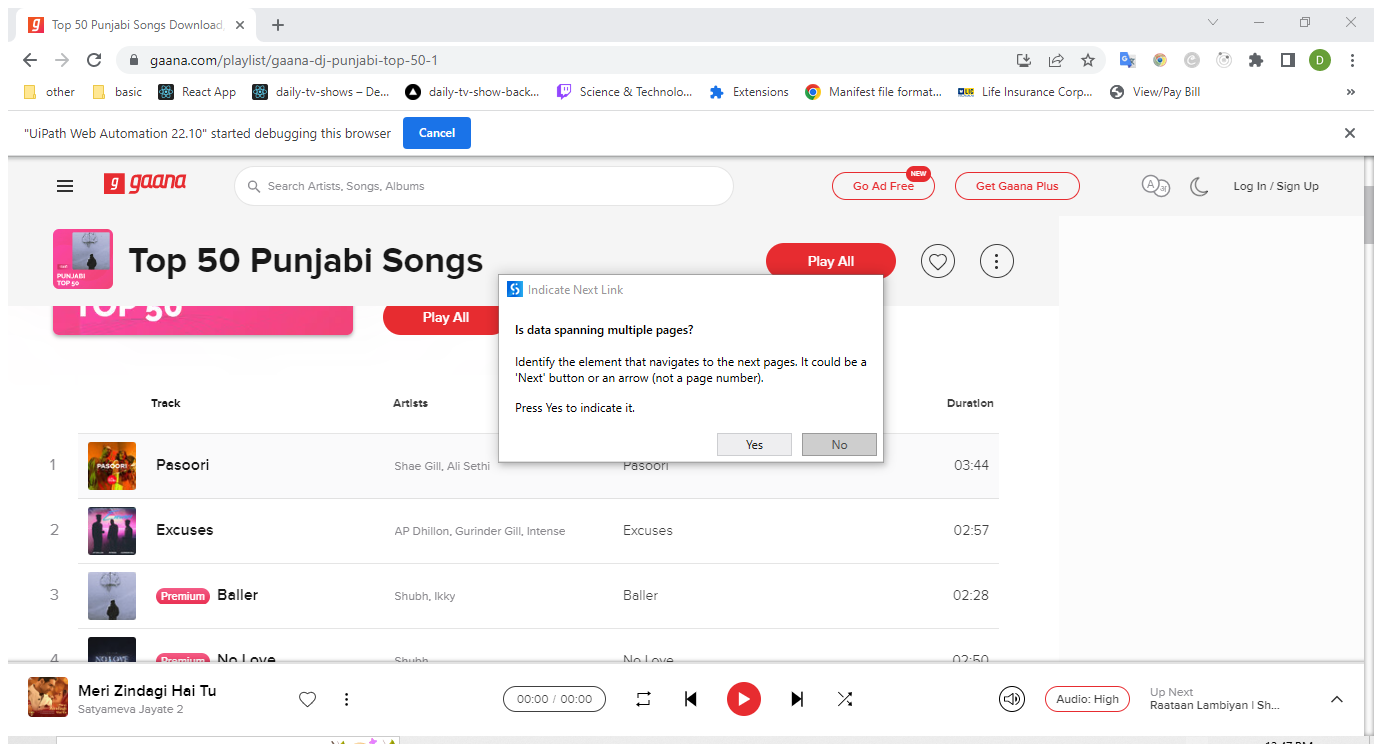 Top 50 Punjabi Songs Download,
gaana.com/playlist/gaana-dj-punjabi-top-50-1
D
other basic React App daily-tv-shows – De... daily-tv-show-back... Science & Technolo... Extensions Manifest file format... LIC Life Insurance Corp... View/Pay Bill »
"UiPath Web Automation 22.10" started debugging this browser Cancel
g gaana
Search Artists, Songs, Albums
NEW
Go Ad Free Get Gaana Plus
Log In / Sign Up
PUNJABI
TOP 50
Top 50 Punjabi Songs
Play All
TOP 50
Play All
Indicate Next Link
Is data spanning multiple pages?
Identify the element that navigates to the next pages. It could be a
'Next' button or an arrow (not a page number).
Press Yes to indicate it.
Yes No
Track Artists Duration
1 PASOORI Pasoori Shae Gill, Ali Sethi Pasoori 03:44
2 Excuses AP Dhillon, Gurinder Gill, Intense Excuses 02:57
3 Premium Baller Shubh, Ikky Baller 02:28
4 NO LOVE Premium No Love Shubh No Love 02:50
Meri Zindagi Hai Tu
Satyameva Jayate 2
00:00 / 00:00
Audio: High
Up Next
Raataan Lambiyan | Sh...
12:47 PM